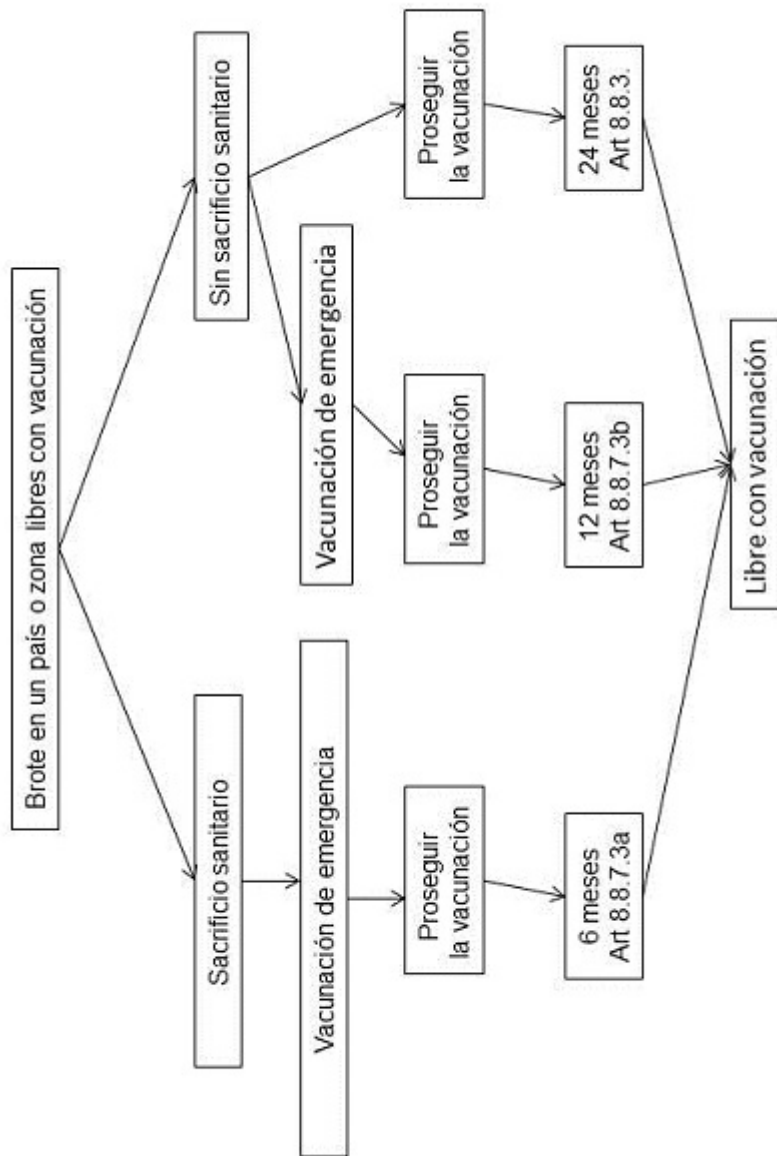 Brote en un país o zona libres con vacunación
Sacrificio sanitario
Sin sacrificio sanitario
Vacunación de emergencia
Vacunación de emergencia
Proseguir
la vacunación
Proseguir
la vacunación
Proseguir
la vacunación
6 meses
Art 8.8.7.3a
12 meses
Art 8.8.7.3b
24 meses
Art 8.8.3.
Libre con vacunación